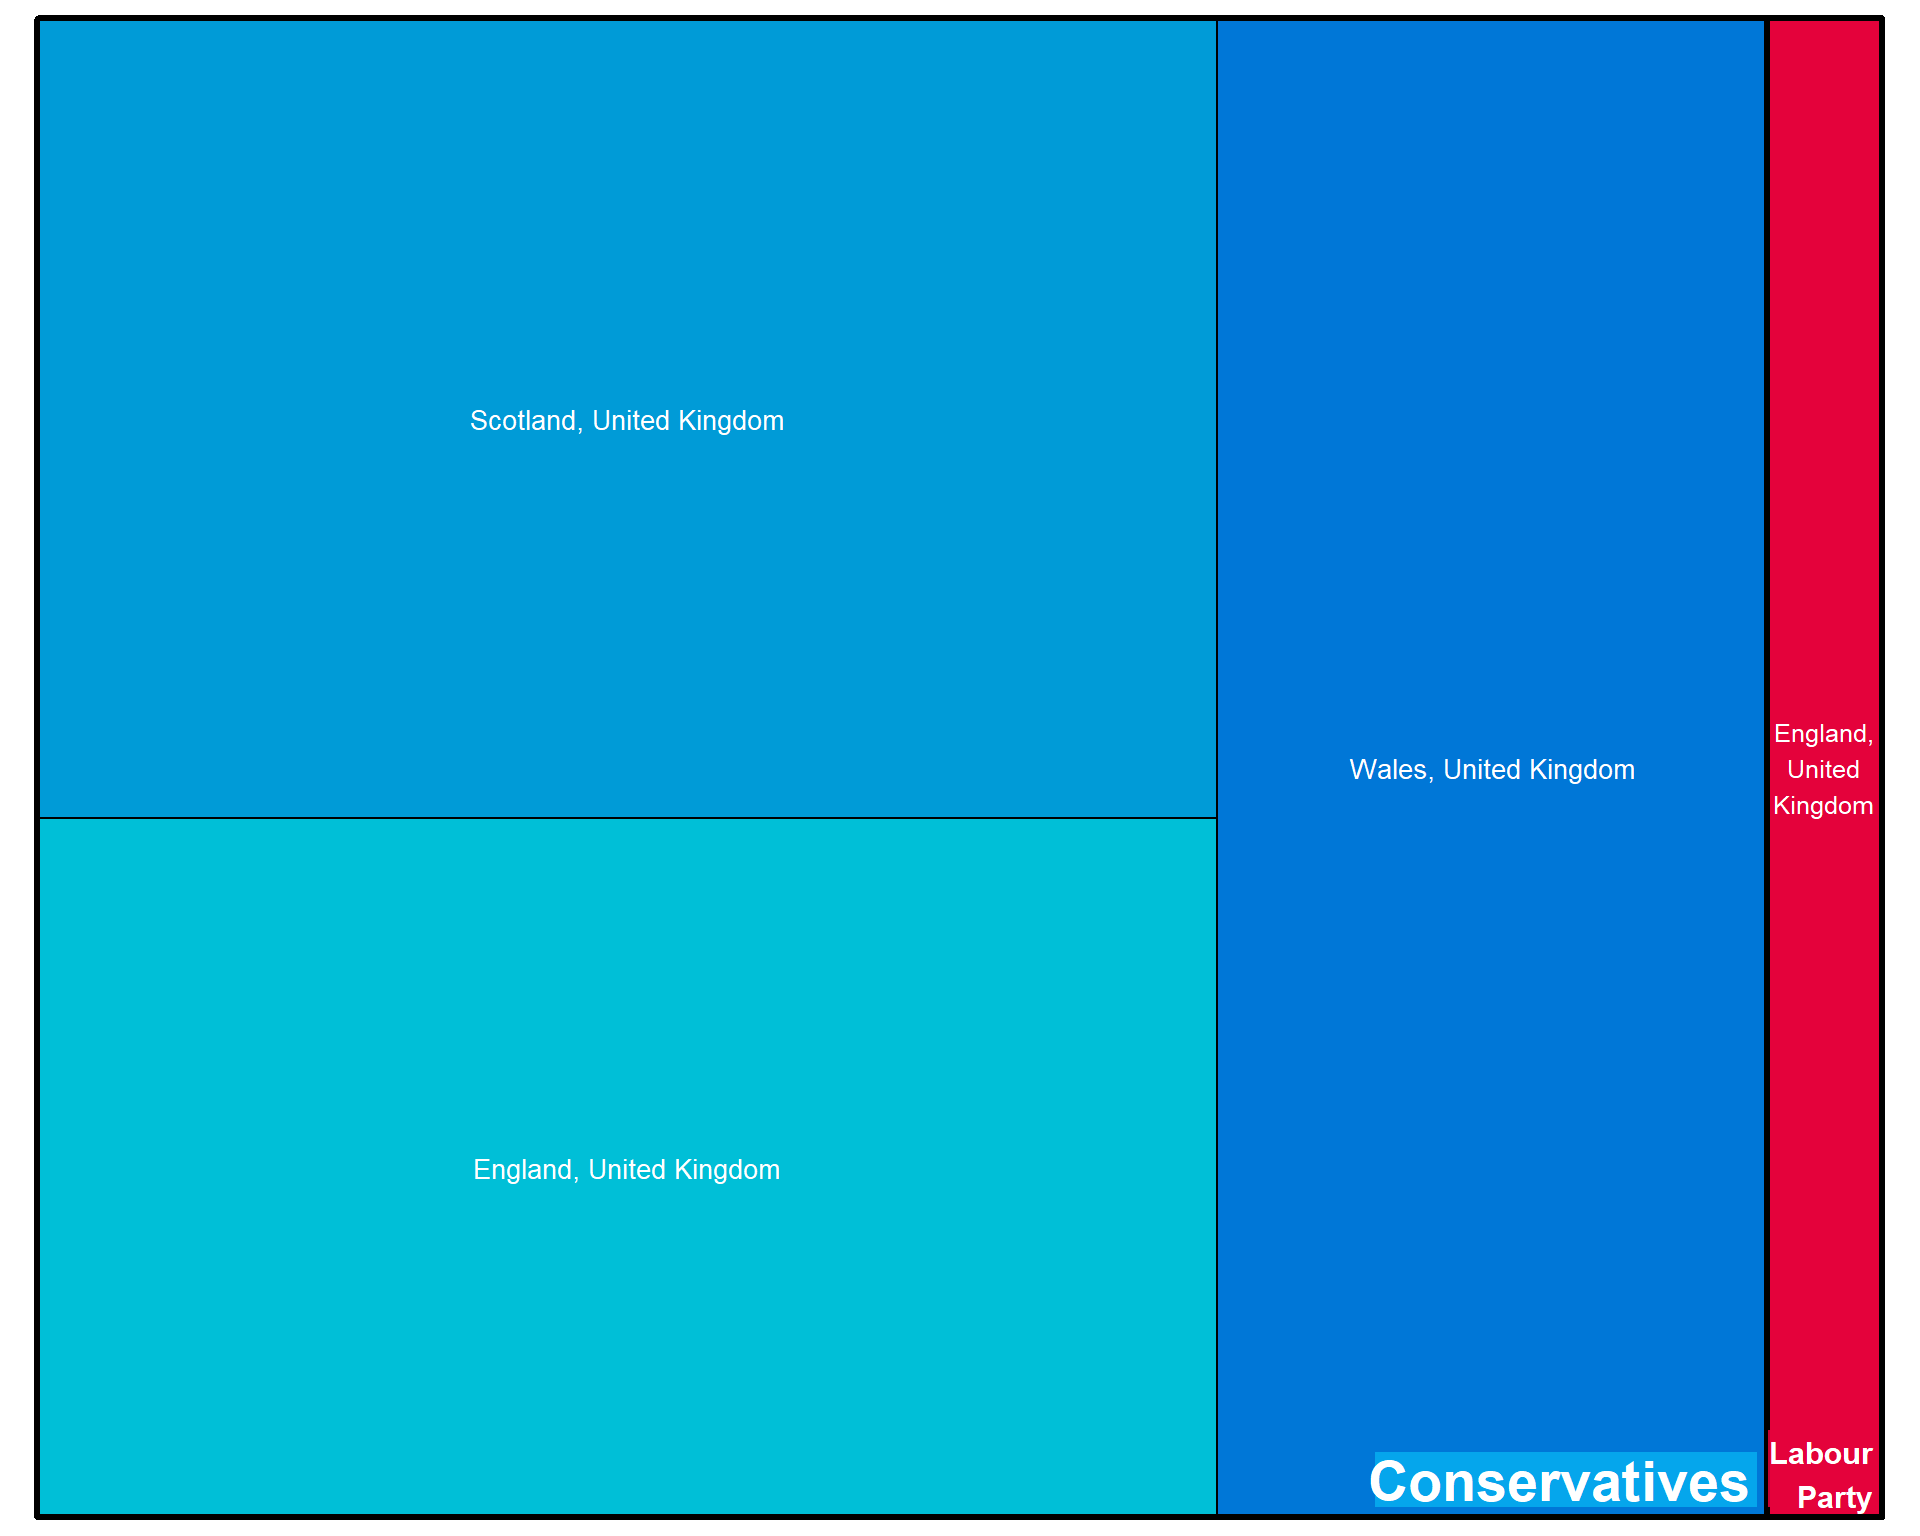 Scotland, United Kingdom
England, United Kingdom
Wales, United Kingdom
Conservatives
England,
United
Kingdom
Labour
Party